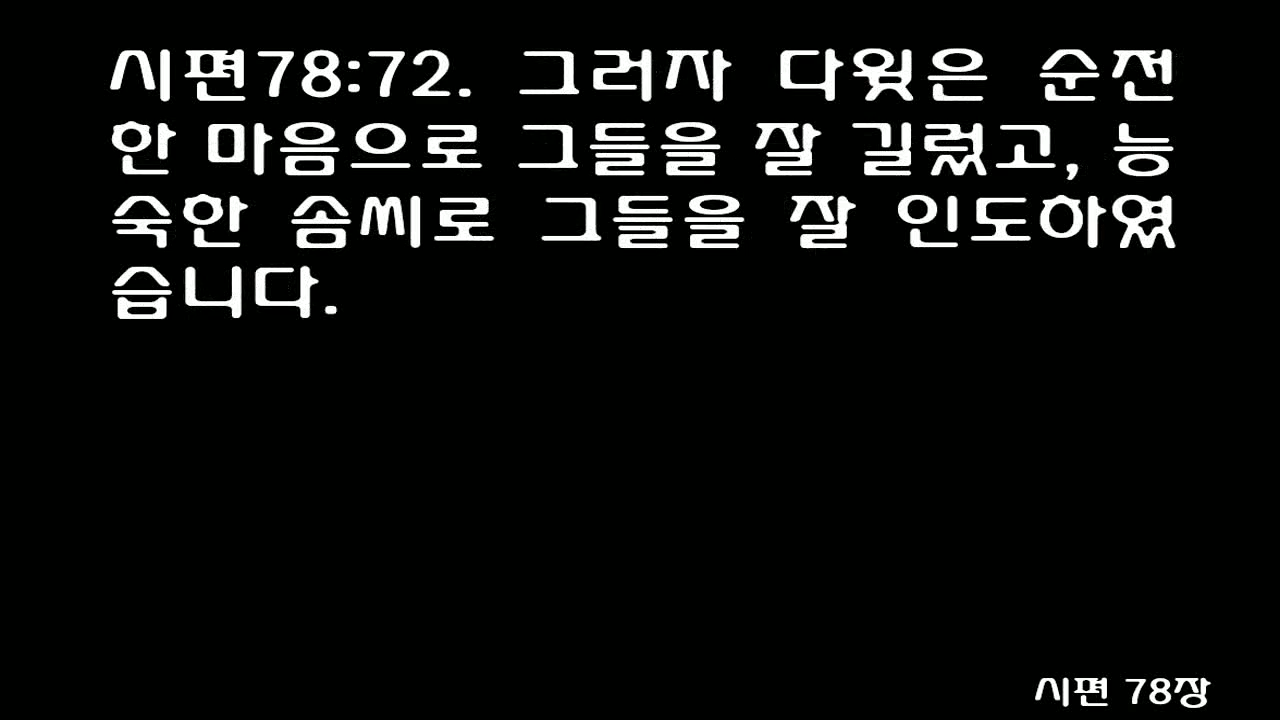 시편78:72. 그러자 다윗은 순전
한 마음으로 그들을 잘 길렀고, 능
숙한 솜씨로 그들을 잘 인도하였
습니다.
시편 78장